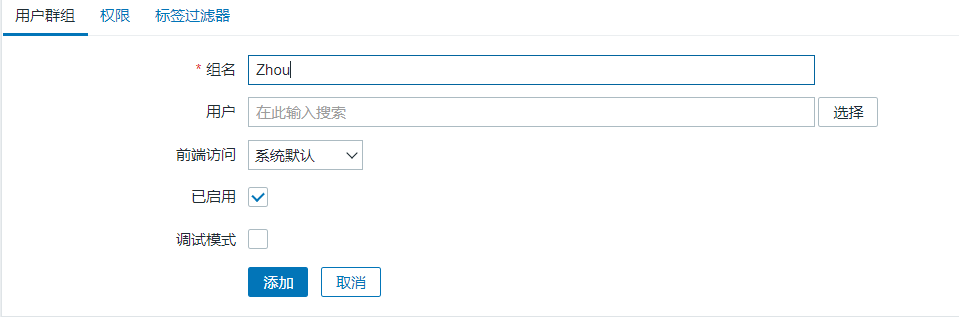 用户群组 权限 标签过滤器
* 组名 Zhou
用户 在此输入搜索 选择
前端访问 系统默认
已启用
调试模式
添加 取消